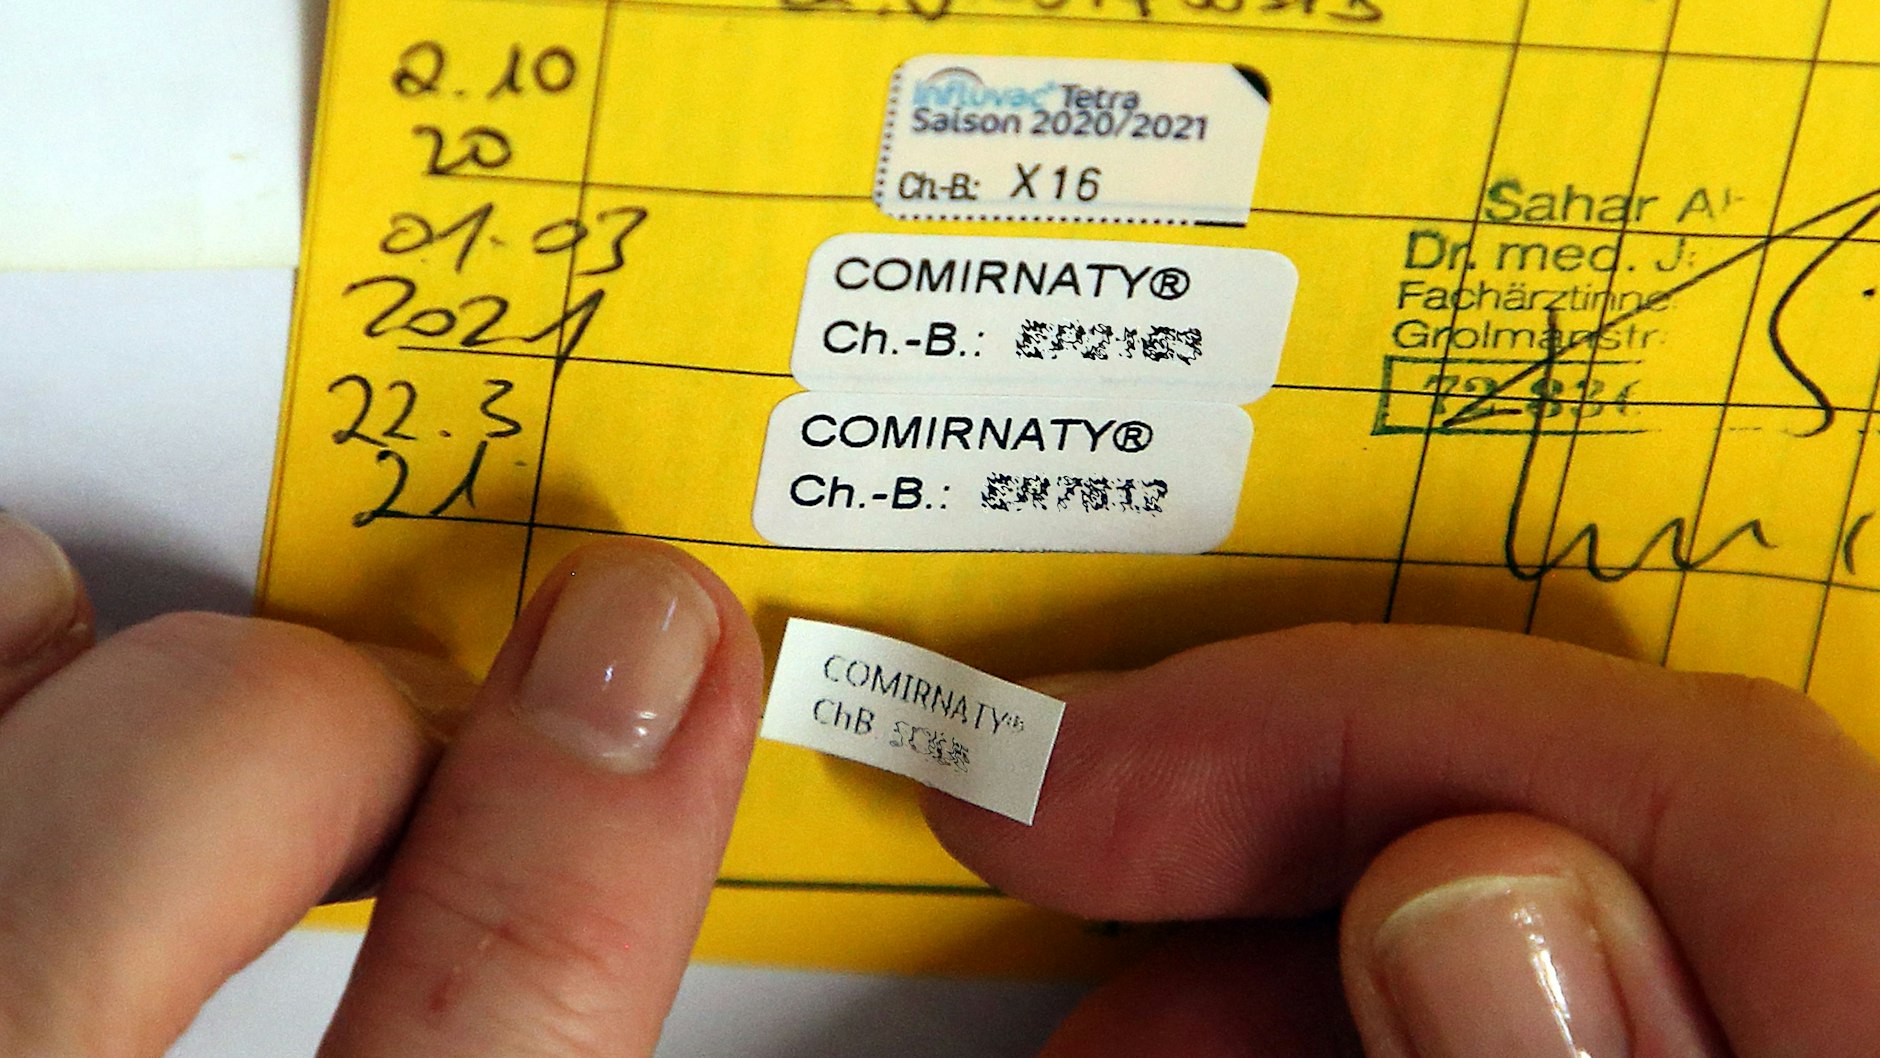 2.10
20
Influvac® Tetra
Saison 2020/2021
Ch.-B.: X16
01.03
2021
COMIRNATY®
Ch.-B.:
22.3
21
COMIRNATY®
Ch.-B.:
Sahar
Dr. med. J
Fachärztinne
Grolmanstr
COMIRNATY®
ChB